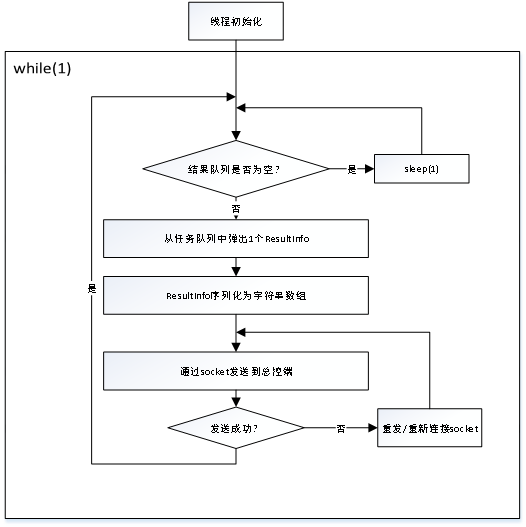 线程初始化
while(1)
结果队列是否为空?
是
sleep(1)
否
从任务队列中弹出1个ResultInfo
ResultInfo序列化为字符串数组
是
通过socket发送到总控端
发送成功?
否
重发/重新连接socket